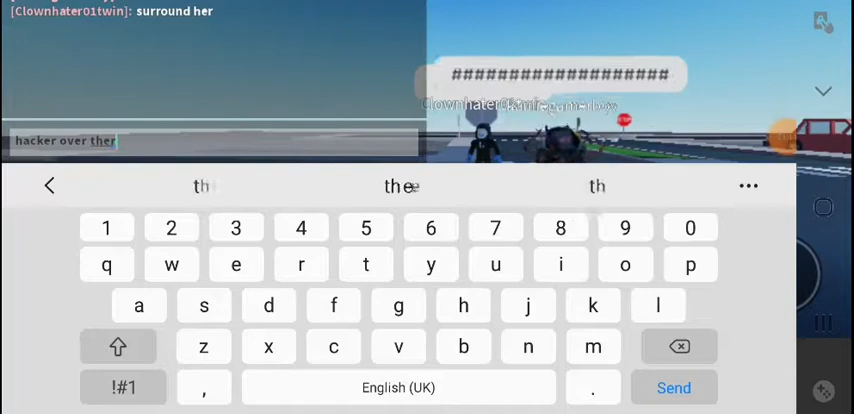 [Clownhater01twin]: surround her
###################
hacker over ther
th thee th
1 2 3 4 5 6 7 8 9 0
q w e r t y u i o p
a s d f g h j k l
z x c v b n m
!#1 , English (UK) . Send